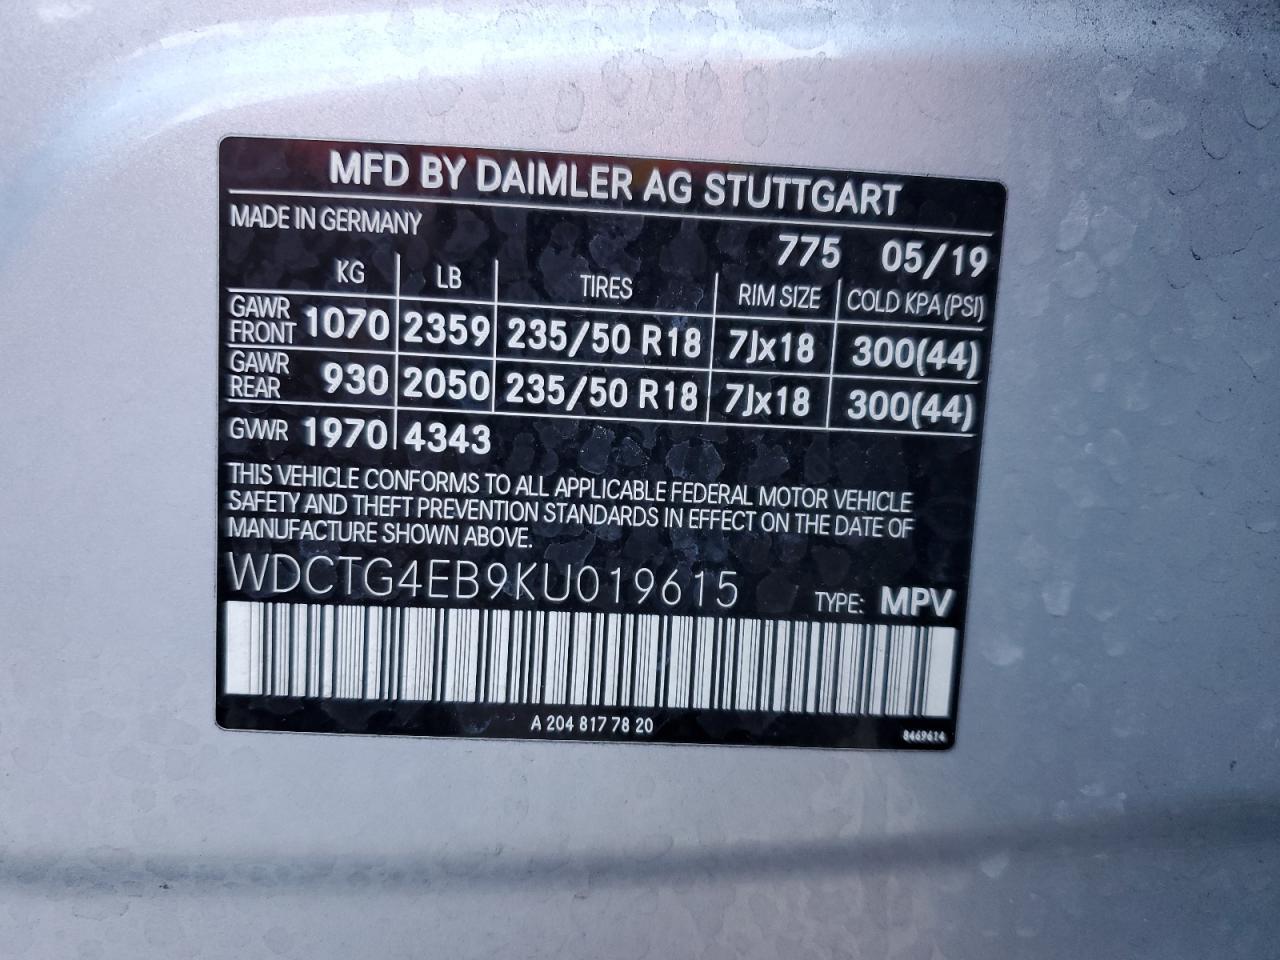 MFD BY DAIMLER AG STUTTGART
MADE IN GERMANY
775 05/19
KG LB TIRES RIM SIZE COLD KPA(PSI)
GAWR FRONT 1070 2359 235/50 R18 7Jx18 300(44)
GAWR REAR 930 2050 235/50 R18 7Jx18 300(44)
GVWR 1970 4343
THIS VEHICLE CONFORMS TO ALL APPLICABLE FEDERAL MOTOR VEHICLE
SAFETY AND THEFT PREVENTION STANDARDS IN EFFECT ON THE DATE OF
MANUFACTURE SHOWN ABOVE.
WDCTG4EB9KU019615 TYPE: MPV
A 204 817 78 20
8469614